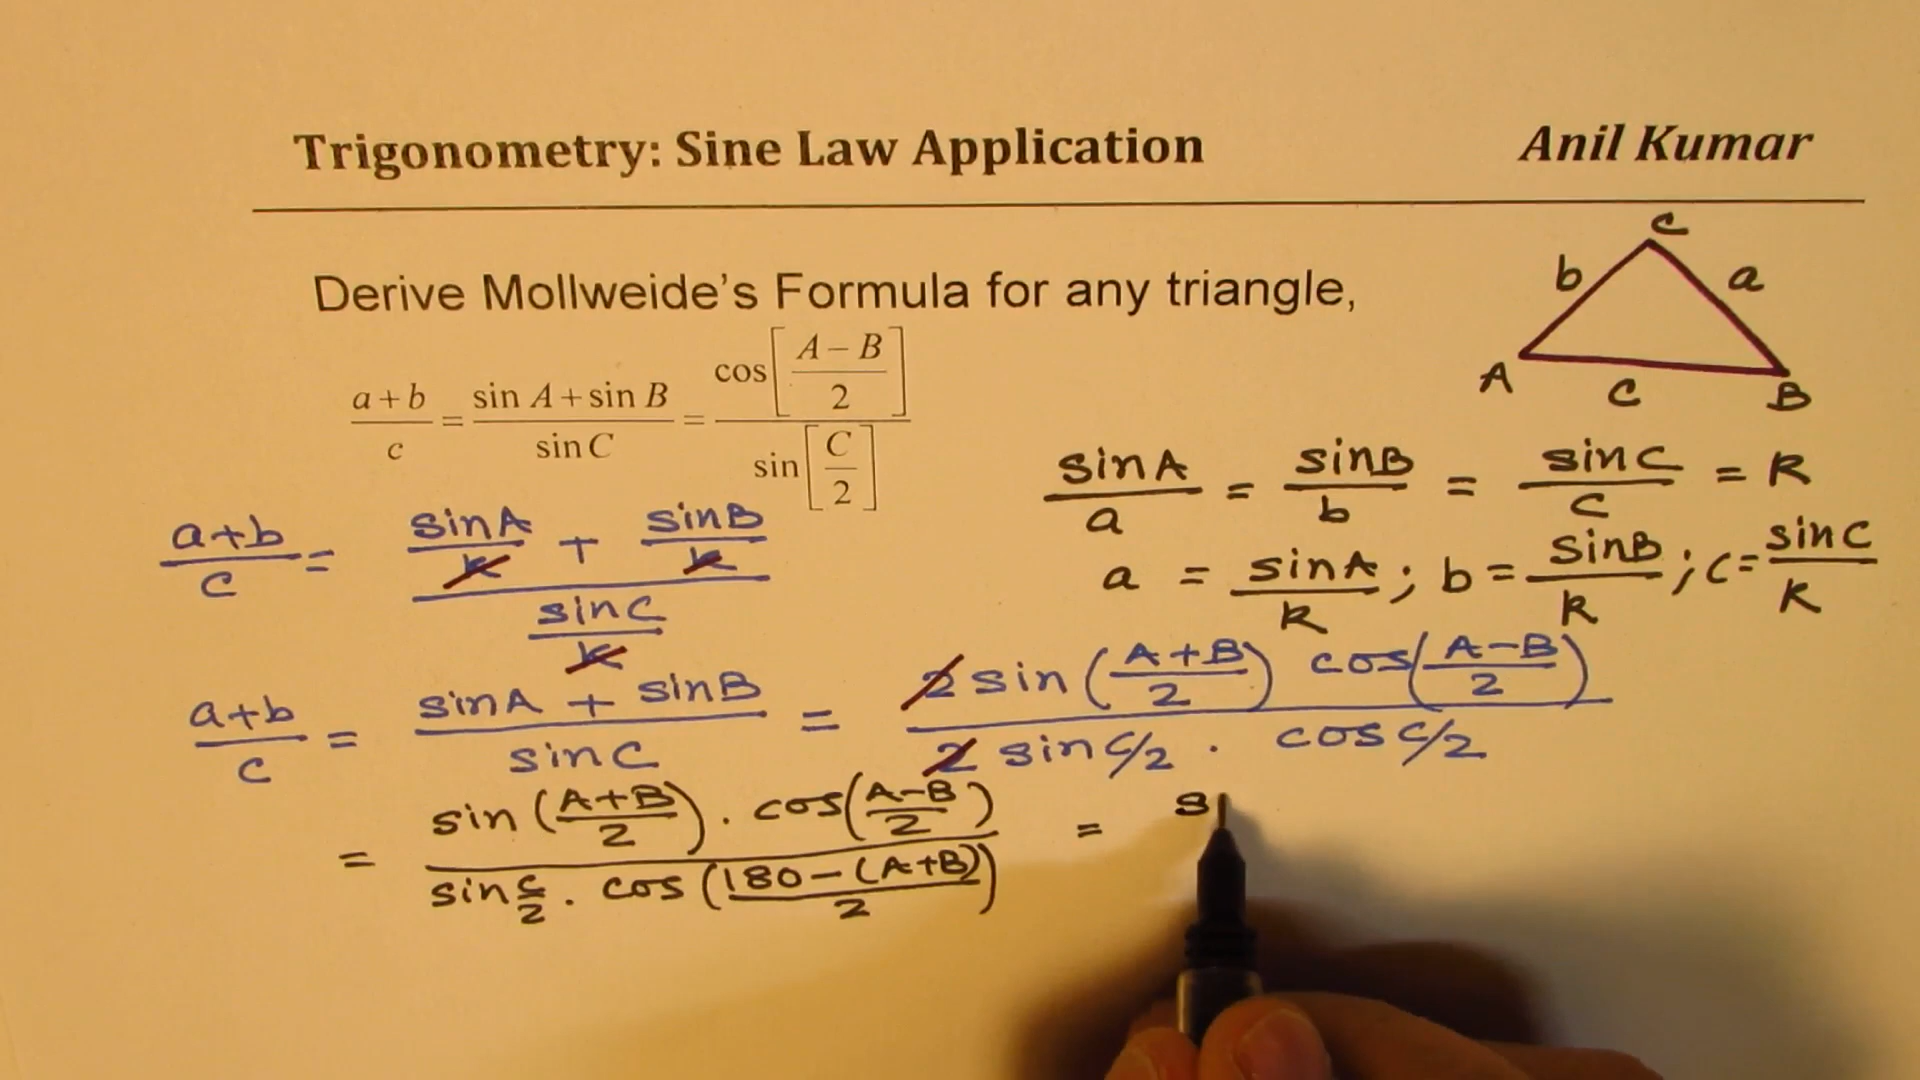 Trigonometry: Sine Law Application Anil Kumar
Derive Mollweide's Formula for any triangle,
C
b a
A c B
(a + b)/c = (sin A + sin B)/(sin C) = cos[(A − B)/2]/sin[C/2]
sinA/a = sinB/b = sinC/c = k
a = sinA/k ; b = sinB/k ; c = sinC/k
(a+b)/c = (sinA/k + sinB/k)/(sinC/k)
(a+b)/c = (sinA + sinB)/(sinC) = (2 sin((A+B)/2) cos((A−B)/2))/(2 sin C/2 · cos C/2)
= (sin((A+B)/2) · cos((A−B)/2))/(sin C/2 · cos((180−(A+B))/2)) = si